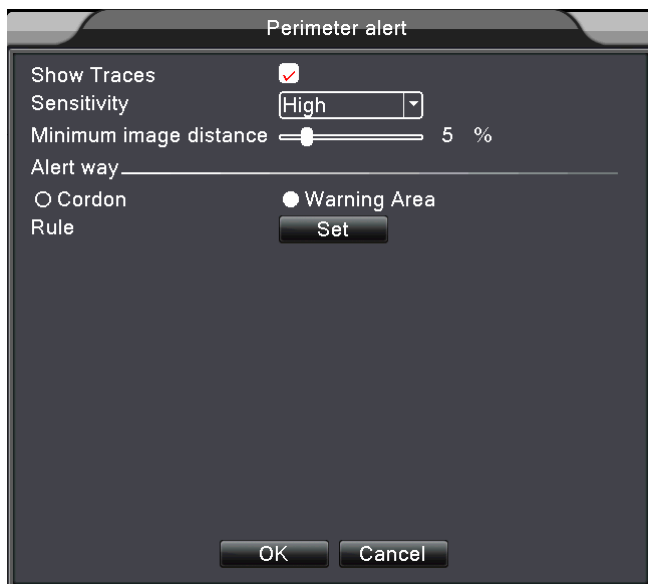 Perimeter alert
Show Traces
Sensitivity High
Minimum image distance 5 %
Alert way
Cordon Warning Area
Rule Set
OK Cancel